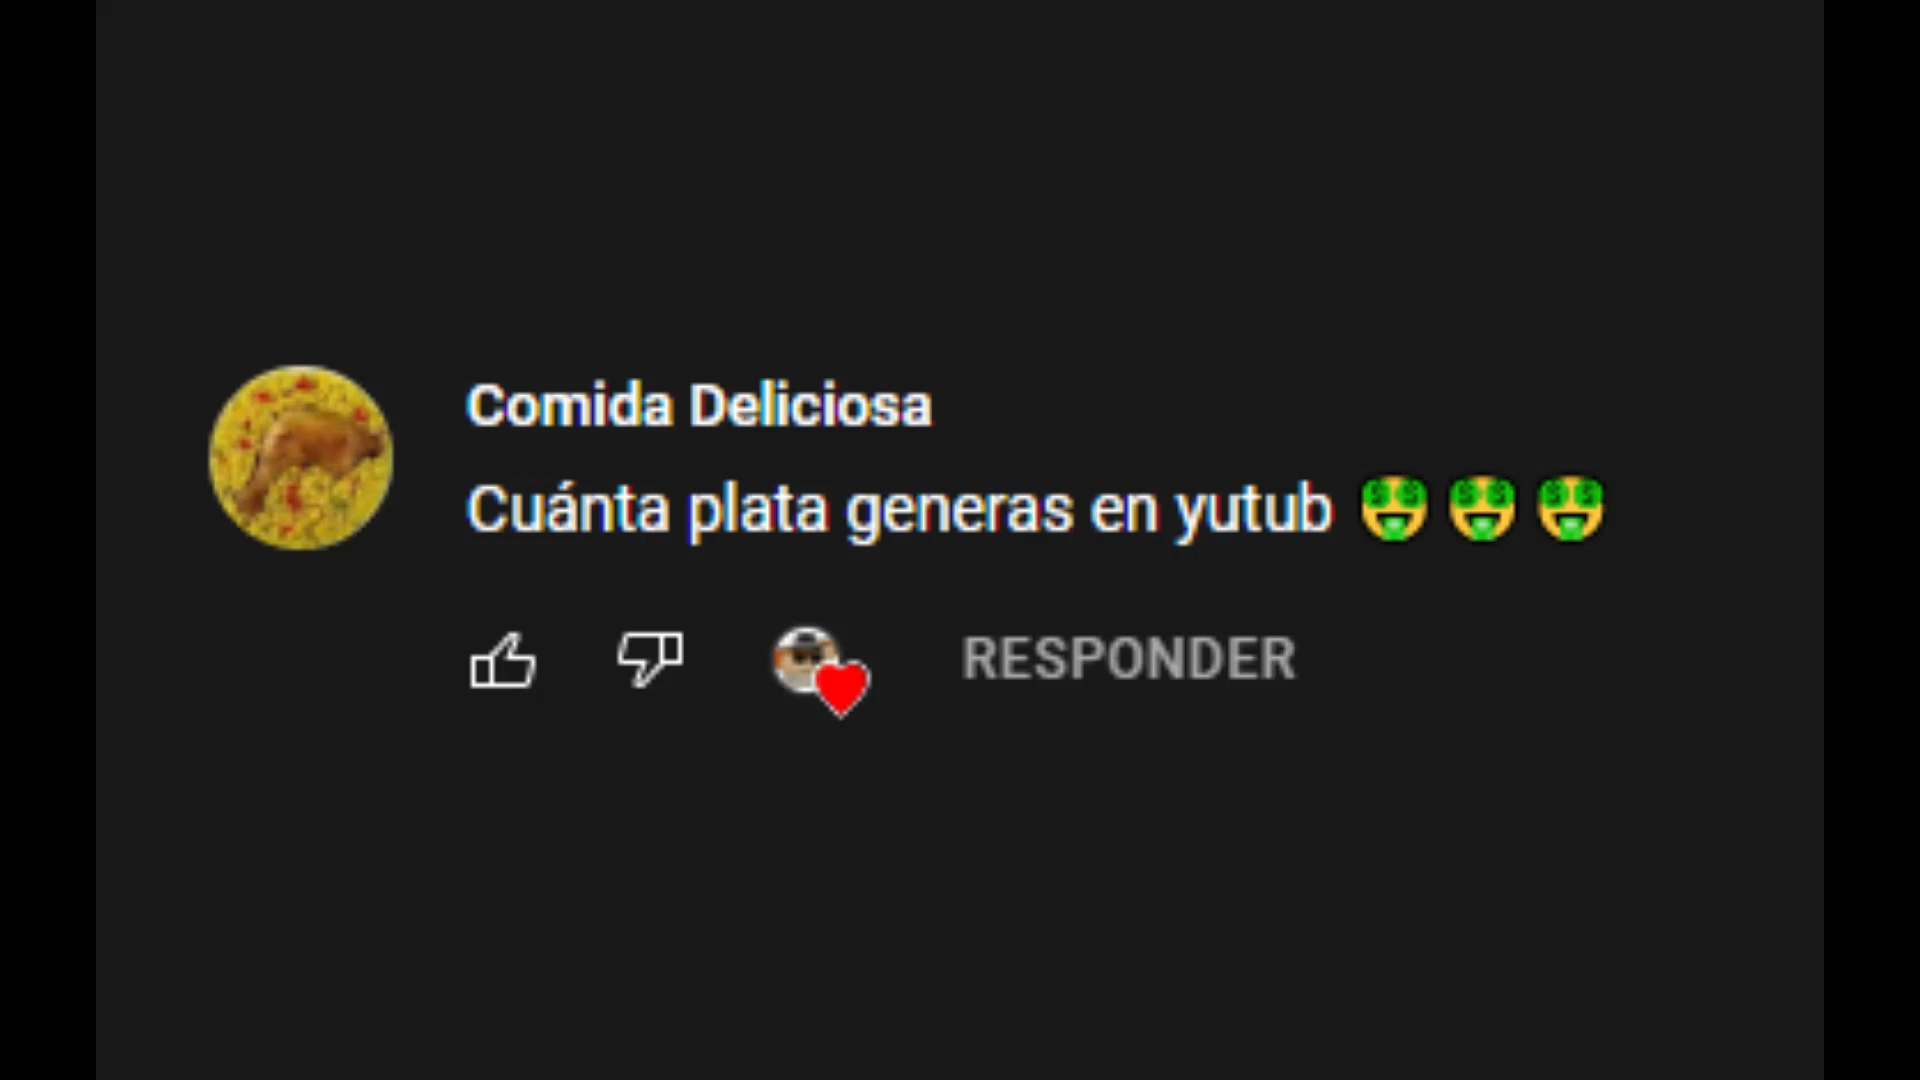 Comida Deliciosa
Cuánta plata generas en yutub 🤑 🤑 🤑
RESPONDER